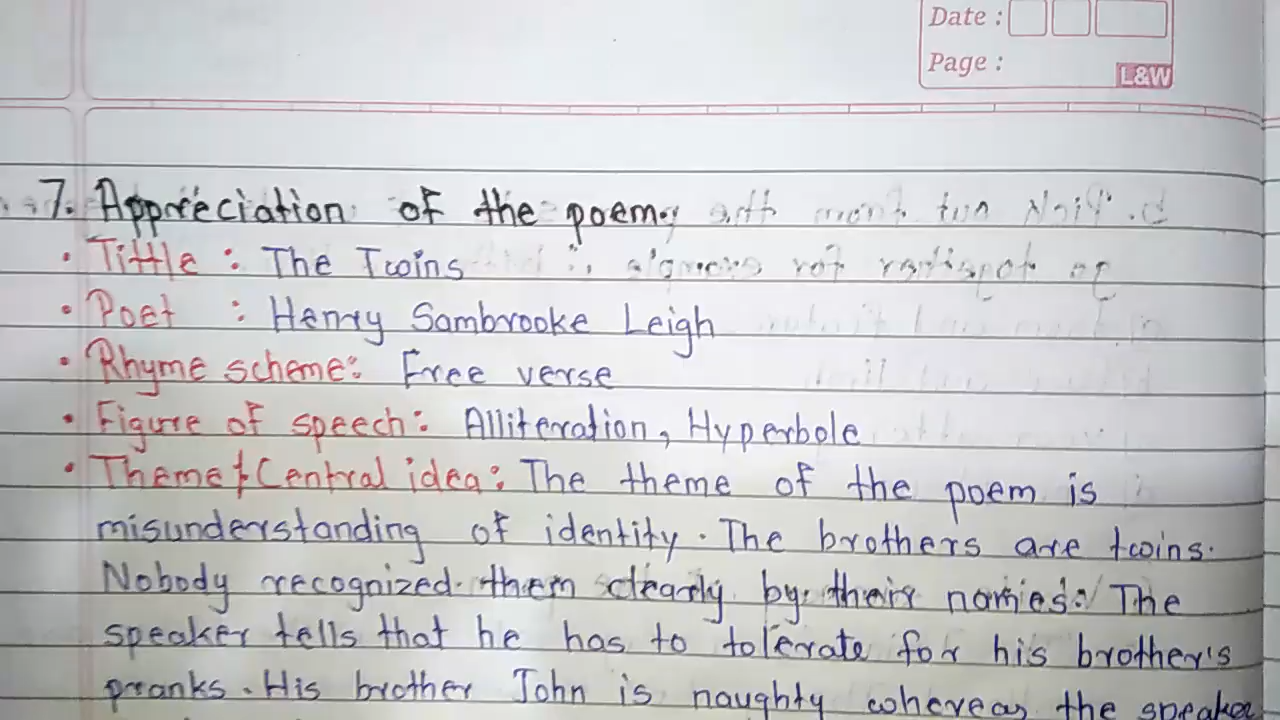 Date :
Page :
L&W
7. Appreciation of the poem
• Tittle : The Twins
• Poet : Henry Sambrooke Leigh
• Rhyme scheme: Free verse
• Figure of speech: Alliteration, Hyperbole
• Theme / Central idea: The theme of the poem is
misunderstanding of identity. The brothers are twins.
Nobody recognized them clearly by their names. The
speaker tells that he has to tolerate for his brother's
pranks. His brother John is naughty whereas the speaker